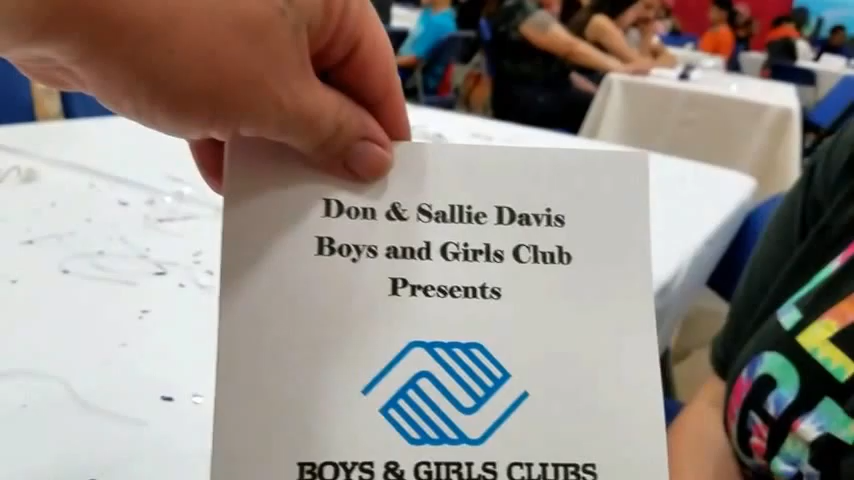 Don & Sallie Davis
Boys and Girls Club
Presents
BOYS & GIRLS CLUBS